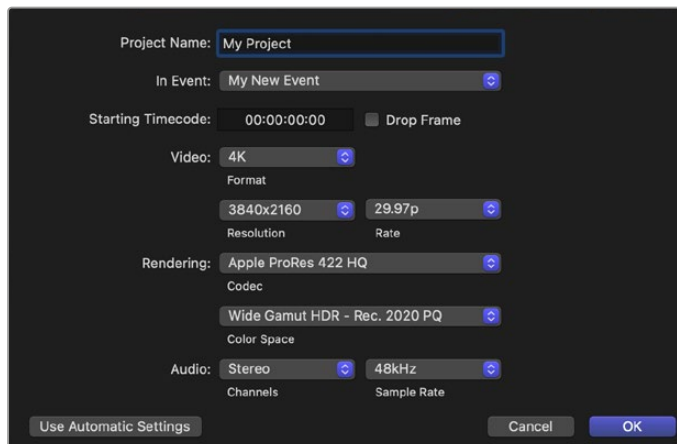 Project Name: My Project
In Event: My New Event
Starting Timecode: 00:00:00:00 Drop Frame
Video: 4K
Format
3840x2160 29.97p
Resolution Rate
Rendering: Apple ProRes 422 HQ
Codec
Wide Gamut HDR - Rec. 2020 PQ
Color Space
Audio: Stereo 48kHz
Channels Sample Rate
Use Automatic Settings Cancel OK